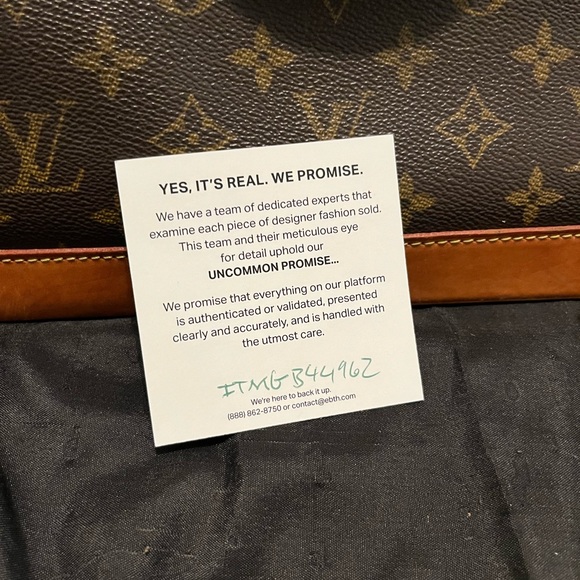 YES, IT'S REAL. WE PROMISE.
We have a team of dedicated experts that
examine each piece of designer fashion sold.
This team and their meticulous eye
for detail uphold our
UNCOMMON PROMISE...
We promise that everything on our platform
is authenticated or validated, presented
clearly and accurately, and is handled with
the utmost care.
ITMGB44962
We're here to back it up.
(888) 862-8750 or contact@ebth.com
LV